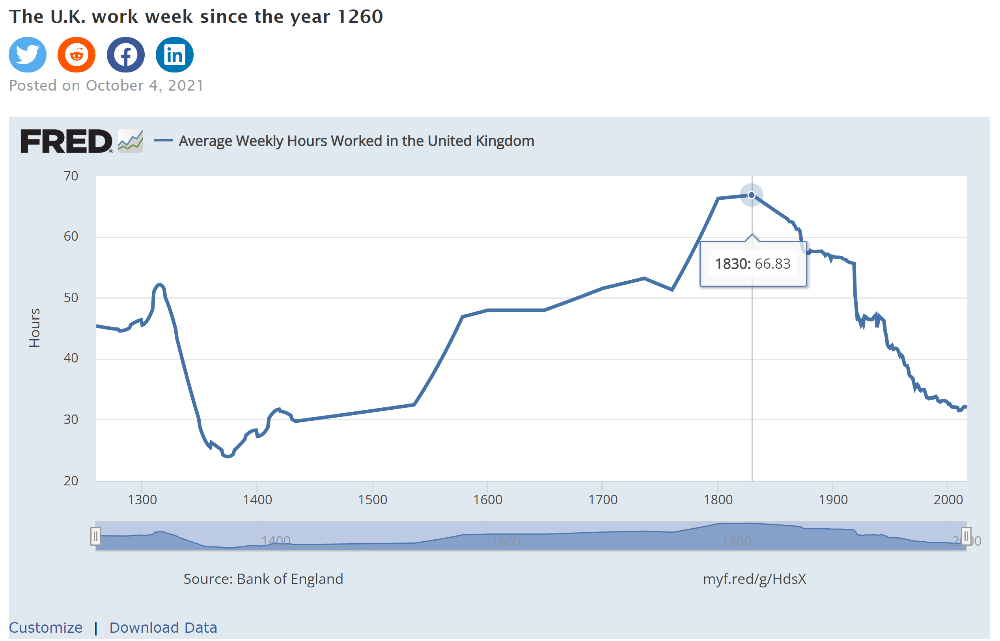 The U.K. work week since the year 1260
in
Posted on October 4, 2021
FRED® Average Weekly Hours Worked in the United Kingdom
70
60
50
40
30
20
Hours
1830: 66.83
1300 1400 1500 1600 1700 1800 1900 2000
1400 1600 1800
Source: Bank of England myf.red/g/HdsX
Customize | Download Data